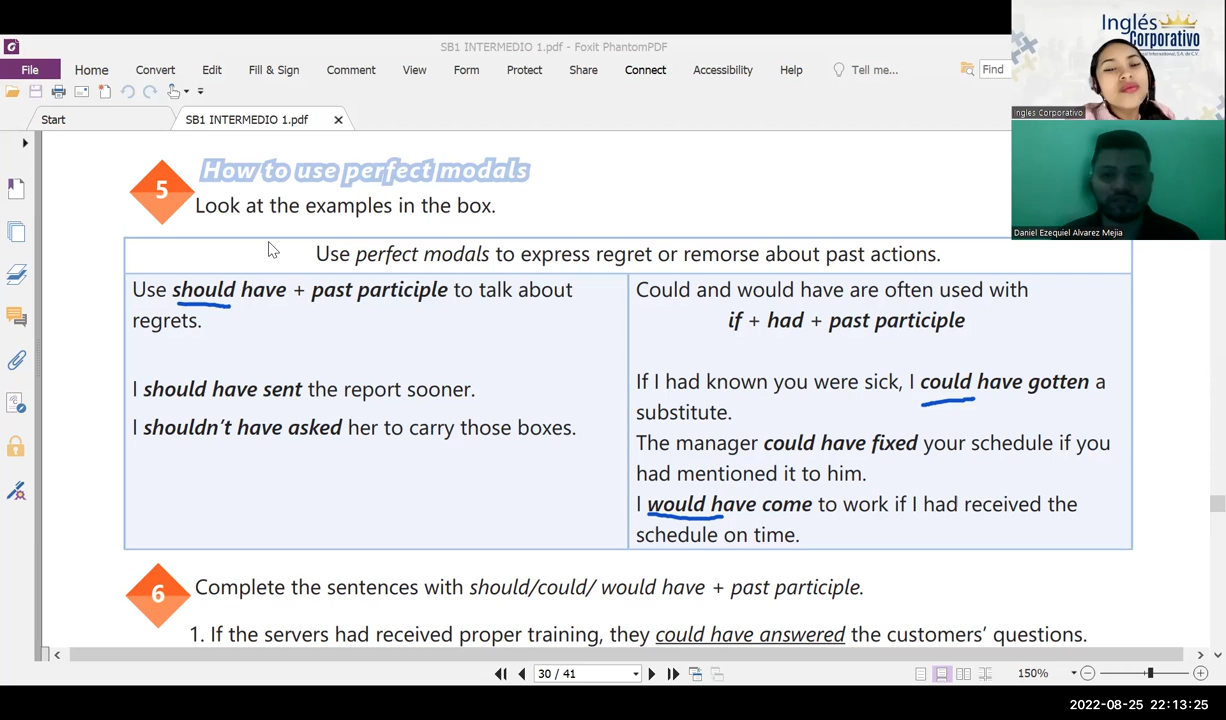 SB1 INTERMEDIO 1.pdf - Foxit PhantomPDF
File Home Convert Edit Fill & Sign Comment View Form Protect Share Connect Accessibility Help Tell me... Find
Start SB1 INTERMEDIO 1.pdf
Inglés
Corporativo
Ingles Corporativo
Daniel Ezequiel Alvarez Mejia
5 How to use perfect modals
Look at the examples in the box.
Use perfect modals to express regret or remorse about past actions.
Use should have + past participle to talk about
regrets.
I should have sent the report sooner.
I shouldn't have asked her to carry those boxes.
Could and would have are often used with
if + had + past participle
If I had known you were sick, I could have gotten a
substitute.
The manager could have fixed your schedule if you
had mentioned it to him.
I would have come to work if I had received the
schedule on time.
6 Complete the sentences with should/could/ would have + past participle.
1. If the servers had received proper training, they could have answered the customers' questions.
30 / 41
150%
2022-08-25 22:13:25